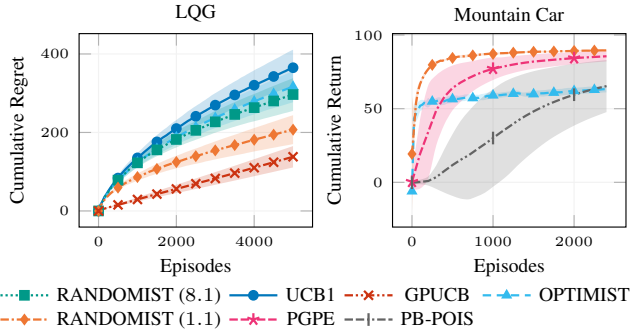 LQG
Mountain Car
Cumulative Regret
400
200
0
0
2000
4000
Episodes
Cumulative Return
100
50
0
0
1000
2000
Episodes
RANDOMIST (8.1)
UCB1
GPUCB
OPTIMIST
RANDOMIST (1.1)
PGPE
PB-POIS